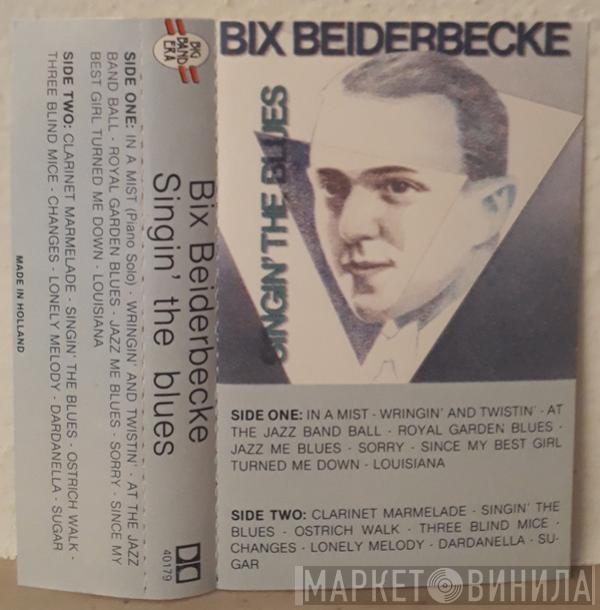 BIX BEIDERBECKE
SINGIN' THE BLUES
SIDE ONE: IN A MIST · WRINGIN' AND TWISTIN' · AT
THE JAZZ BAND BALL · ROYAL GARDEN BLUES ·
JAZZ ME BLUES · SORRY · SINCE MY BEST GIRL
TURNED ME DOWN · LOUISIANA
SIDE TWO: CLARINET MARMELADE · SINGIN' THE
BLUES · OSTRICH WALK · THREE BLIND MICE ·
CHANGES · LONELY MELODY · DARDANELLA · SU-
GAR
BIG
BAND
ERA
Bix Beiderbecke
Singin' the blues
40179
SIDE ONE: IN A MIST (Piano Solo) · WRINGIN' AND TWISTIN' · AT THE JAZZ
BAND BALL · ROYAL GARDEN BLUES · JAZZ ME BLUES · SORRY · SINCE MY
BEST GIRL TURNED ME DOWN · LOUISIANA
SIDE TWO: CLARINET MARMELADE · SINGIN' THE BLUES · OSTRICH WALK ·
THREE BLIND MICE · CHANGES · LONELY MELODY · DARDANELLA · SUGAR
MADE IN HOLLAND
МАРКЕТ ВИНИЛА